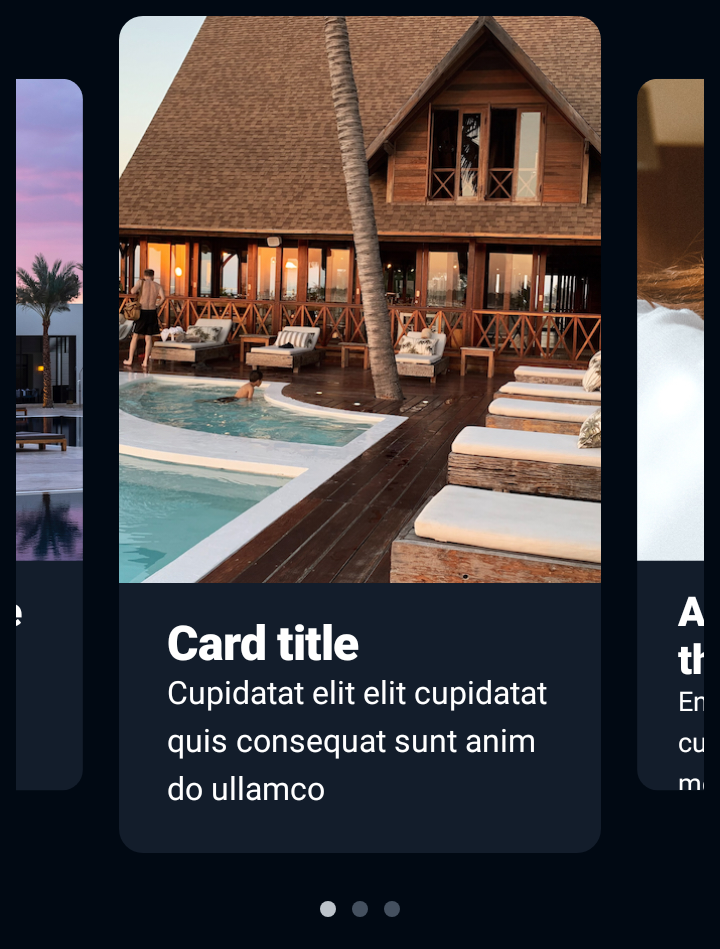 Card title
Cupidatat elit elit cupidatat
quis consequat sunt anim
do ullamco